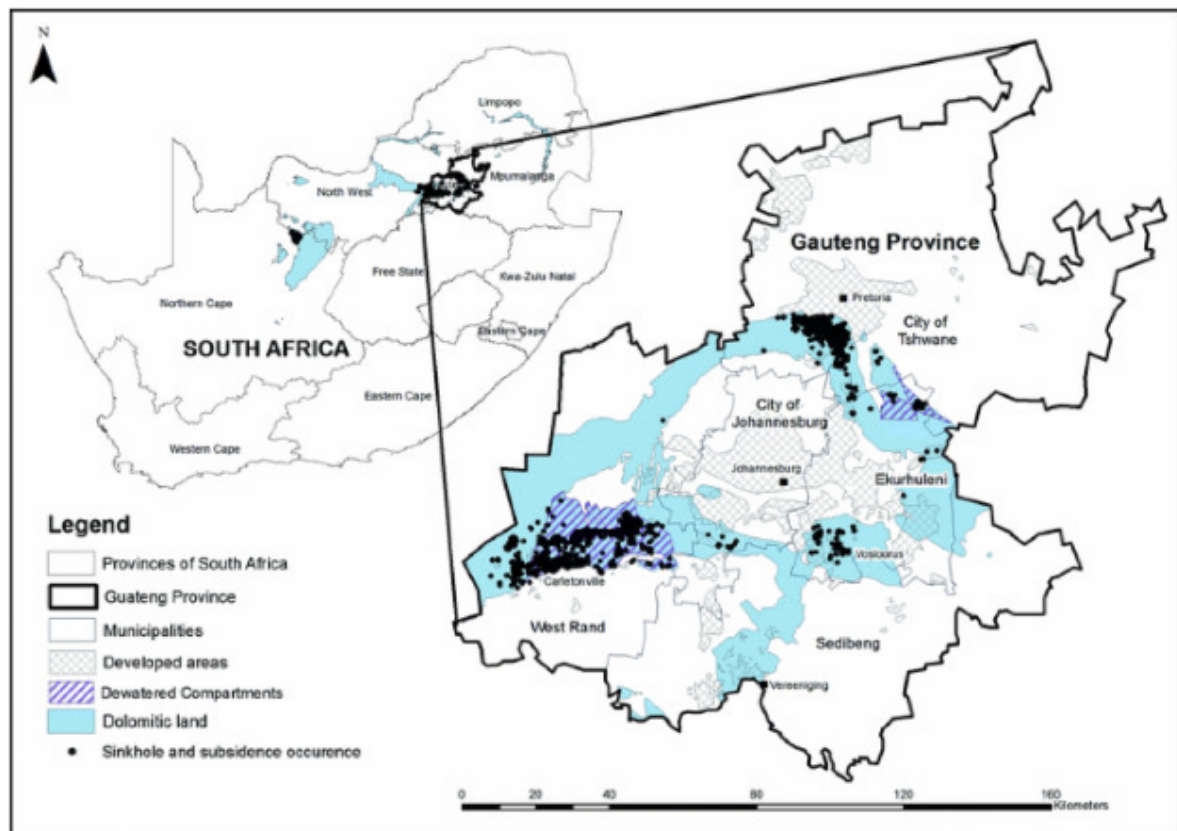 N
Limpopo
North West
Mpumalanga
Free State
Kwa-Zulu Natal
Northern Cape
Eastern Cape
SOUTH AFRICA
Eastern Cape
Western Cape
Gauteng Province
Pretoria
City of
Tshwane
City of
Johannesburg
Johannesburg
Ekurhuleni
Vosloorus
Carletonville
West Rand
Sedibeng
Vereeniging
Legend
Provinces of South Africa
Guateng Province
Municipalities
Developed areas
Dewatered Compartments
Dolomitic land
Sinkhole and subsidence occurence
0 20 40 80 120 160
Kilometers